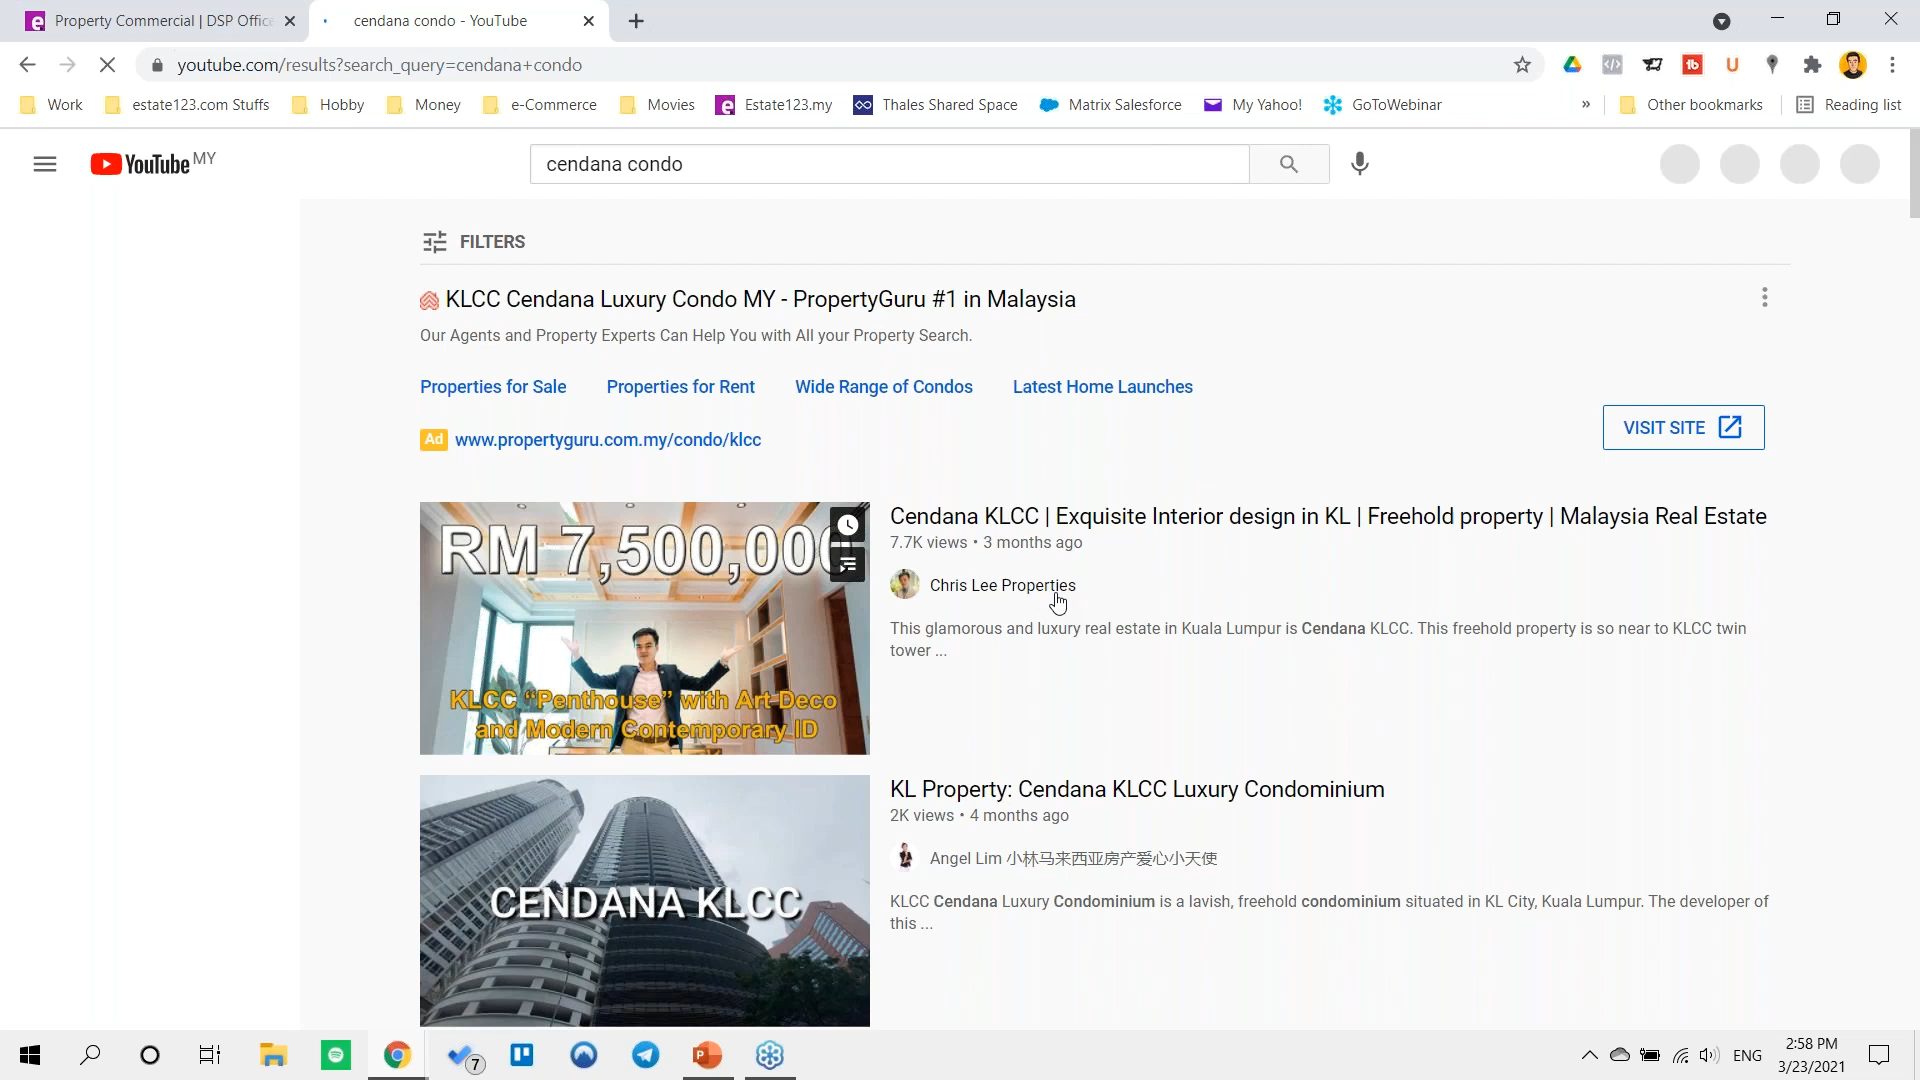 Property Commercial | DSP Offic
cendana condo - YouTube
youtube.com/results?search_query=cendana+condo
Work
estate123.com Stuffs
Hobby
Money
e-Commerce
Movies
Estate123.my
Thales Shared Space
Matrix Salesforce
My Yahoo!
GoToWebinar
»
Other bookmarks
Reading list
YouTube MY
cendana condo
FILTERS
KLCC Cendana Luxury Condo MY - PropertyGuru #1 in Malaysia
Our Agents and Property Experts Can Help You with All your Property Search.
Properties for Sale
Properties for Rent
Wide Range of Condos
Latest Home Launches
VISIT SITE
Ad www.propertyguru.com.my/condo/klcc
RM 7,500,000
KLCC “Penthouse” with Art Deco
and Modern Contemporary ID
Cendana KLCC | Exquisite Interior design in KL | Freehold property | Malaysia Real Estate
7.7K views • 3 months ago
Chris Lee Properties
This glamorous and luxury real estate in Kuala Lumpur is Cendana KLCC. This freehold property is so near to KLCC twin
tower ...
CENDANA KLCC
KL Property: Cendana KLCC Luxury Condominium
2K views • 4 months ago
Angel Lim 小林马来西亚房产爱心小天使
KLCC Cendana Luxury Condominium is a lavish, freehold condominium situated in KL City, Kuala Lumpur. The developer of
this ...
7
ENG
2:58 PM
3/23/2021